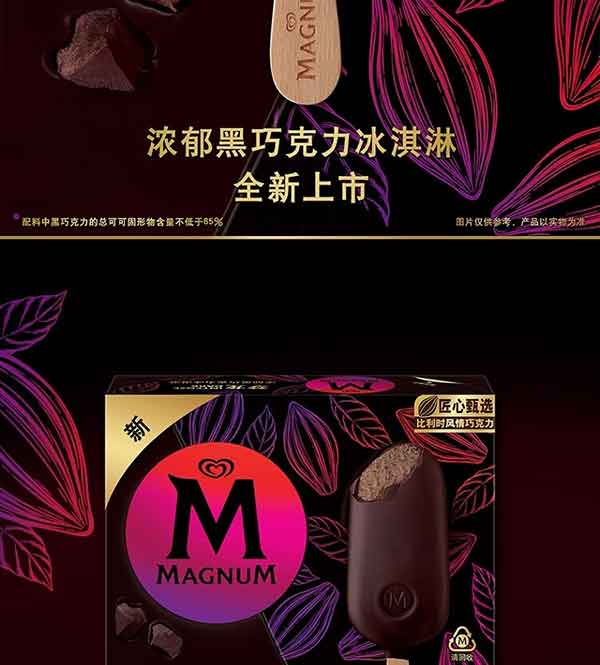 MAGNUM
浓郁黑巧克力冰淇淋
全新上市
配料中黑巧克力的总可可固形物含量不低于65%
图片仅供参考，产品以实物为准
新
匠心甄选
比利时风情巧克力
M
MAGNUM
M
M
请回收